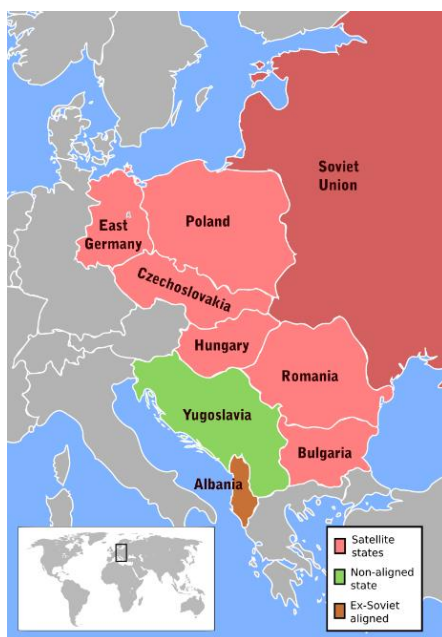 Soviet
Union
Poland
East
Germany
Czechoslovakia
Hungary
Romania
Yugoslavia
Bulgaria
Albania
Satellite
states
Non-aligned
state
Ex-Soviet
aligned